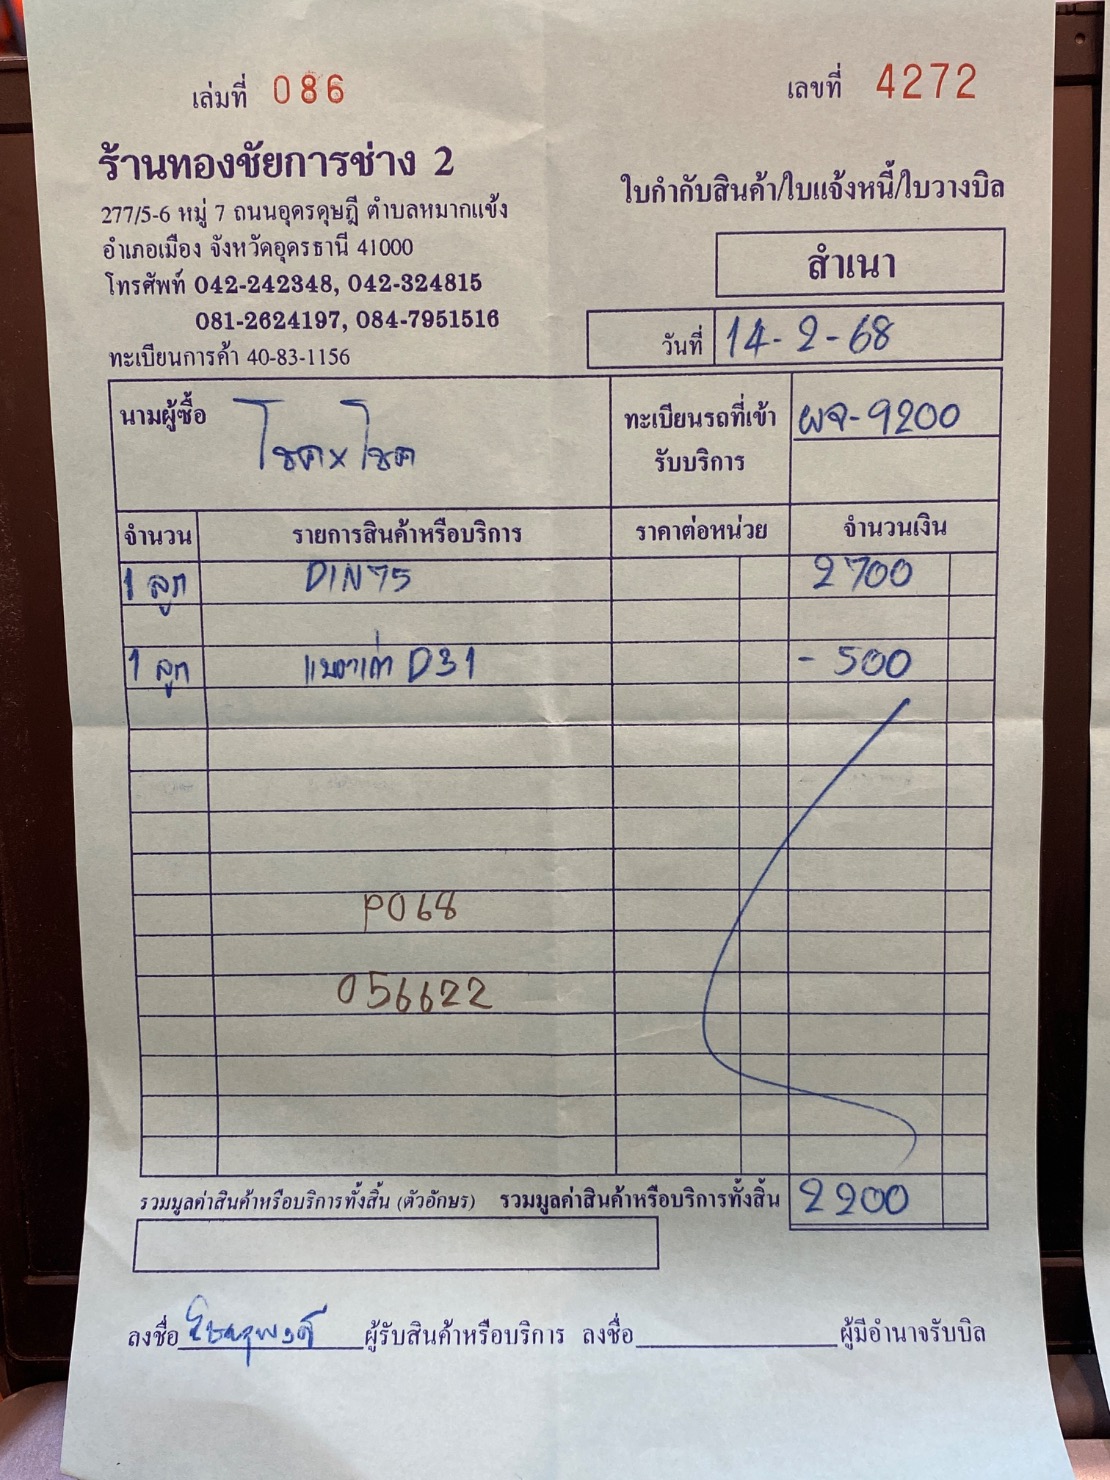 เล่มที่ 086
เลขที่ 4272
ร้านทองชัยการช่าง 2
277/5-6 หมู่ 7 ถนนอุดรดุษฎี ตำบลหมากแข้ง
อำเภอเมือง จังหวัดอุดรธานี 41000
โทรศัพท์ 042-242348, 042-324815
081-2624197, 084-7951516
ทะเบียนการค้า 40-83-1156
ใบกำกับสินค้า/ใบแจ้งหนี้/ใบวางบิล
สำเนา
วันที่ 14-2-68
นามผู้ซื้อ โชค x โชค
ทะเบียนรถที่เข้า
รับบริการ
ผจ-9200
จำนวน รายการสินค้าหรือบริการ ราคาต่อหน่วย จำนวนเงิน
1 ลูก DIN75 2700
1 ลูก แบตเก่า D31 -500
PO68
056622
รวมมูลค่าสินค้าหรือบริการทั้งสิ้น (ตัวอักษร) รวมมูลค่าสินค้าหรือบริการทั้งสิ้น 2200
ลงชื่อ ผู้รับสินค้าหรือบริการ ลงชื่อ ผู้มีอำนาจรับบิล